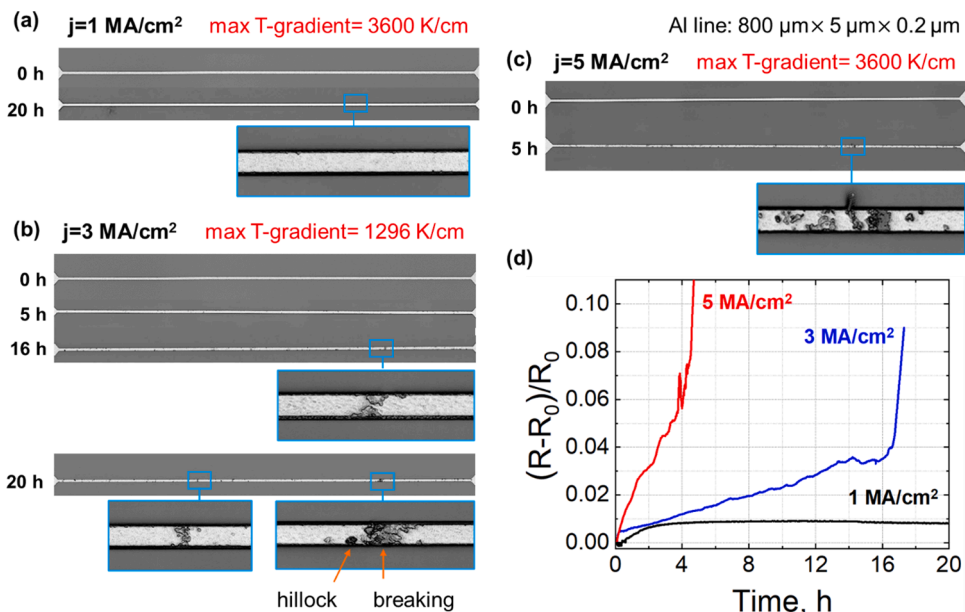 (a) j=1 MA/cm² max T-gradient= 3600 K/cm
0 h
20 h
(b) j=3 MA/cm² max T-gradient= 1296 K/cm
0 h
5 h
16 h
20 h
hillock breaking
Al line: 800 µm× 5 µm× 0.2 µm
(c) j=5 MA/cm² max T-gradient= 3600 K/cm
0 h
5 h
(d)
(R-R₀)/R₀
0.10
0.08
0.06
0.04
0.02
0.00
5 MA/cm²
3 MA/cm²
1 MA/cm²
0 4 8 12 16 20
Time, h